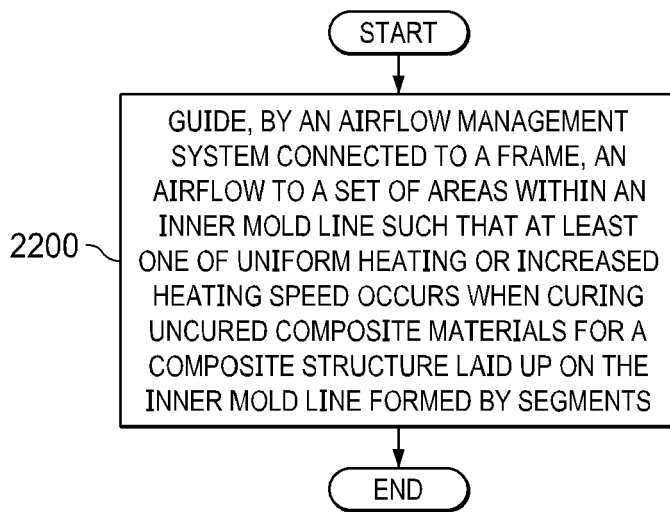 START
GUIDE, BY AN AIRFLOW MANAGEMENT
SYSTEM CONNECTED TO A FRAME, AN
AIRFLOW TO A SET OF AREAS WITHIN AN
INNER MOLD LINE SUCH THAT AT LEAST
2200
ONE OF UNIFORM HEATING OR INCREASED
HEATING SPEED OCCURS WHEN CURING
UNCURED COMPOSITE MATERIALS FOR A
COMPOSITE STRUCTURE LAID UP ON THE
INNER MOLD LINE FORMED BY SEGMENTS
END